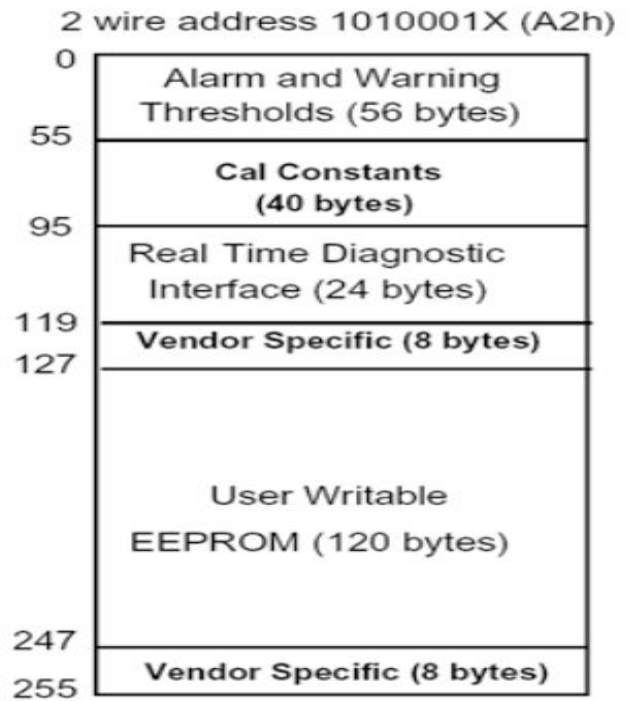 2 wire address 1010001X (A2h)
0
Alarm and Warning
Thresholds (56 bytes)
55
Cal Constants
(40 bytes)
95
Real Time Diagnostic
Interface (24 bytes)
119
Vendor Specific (8 bytes)
127
User Writable
EEPROM (120 bytes)
247
Vendor Specific (8 bytes)
255